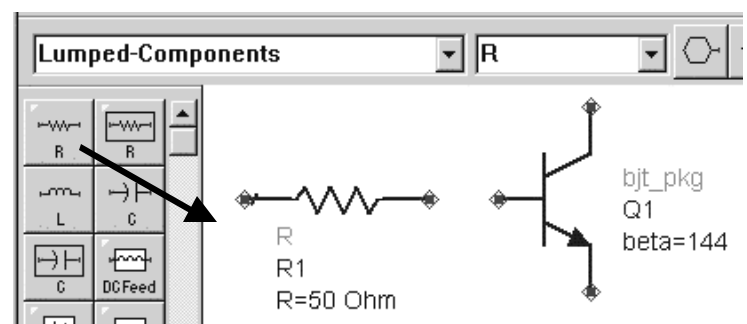 Lumped-Components
R
R
R
L
C
C
DCFeed
R
R1
R=50 Ohm
bjt_pkg
Q1
beta=144